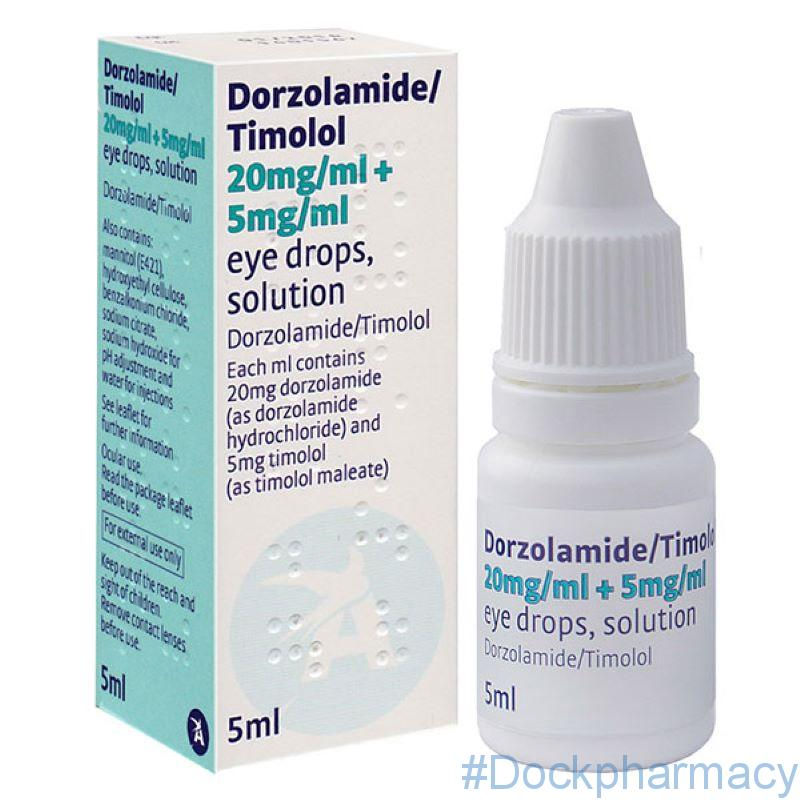 Dorzolamide/
Timolol
20mg/ml + 5mg/ml
eye drops, solution
Dorzolamide/Timolol
Also contains:
mannitol (E421),
hydroxyethyl cellulose,
benzalkonium chloride,
sodium citrate,
sodium hydroxide for
pH adjustment and
water for injections
See leaflet for
further information
Ocular use.
Read the package leaflet
before use.
For external use only
Keep out of the reach and
sight of children.
Remove contact lenses
before use.
5ml
A
Dorzolamide/
Timolol
20mg/ml +
5mg/ml
eye drops,
solution
Dorzolamide/Timolol
Each ml contains
20mg dorzolamide
(as dorzolamide
hydrochloride) and
5mg timolol
(as timolol maleate)
A
5ml
Dorzolamide/Timolo
20mg/ml + 5mg/ml
eye drops, solution
Dorzolamide/Timolol
5ml
#Dockpharmacy